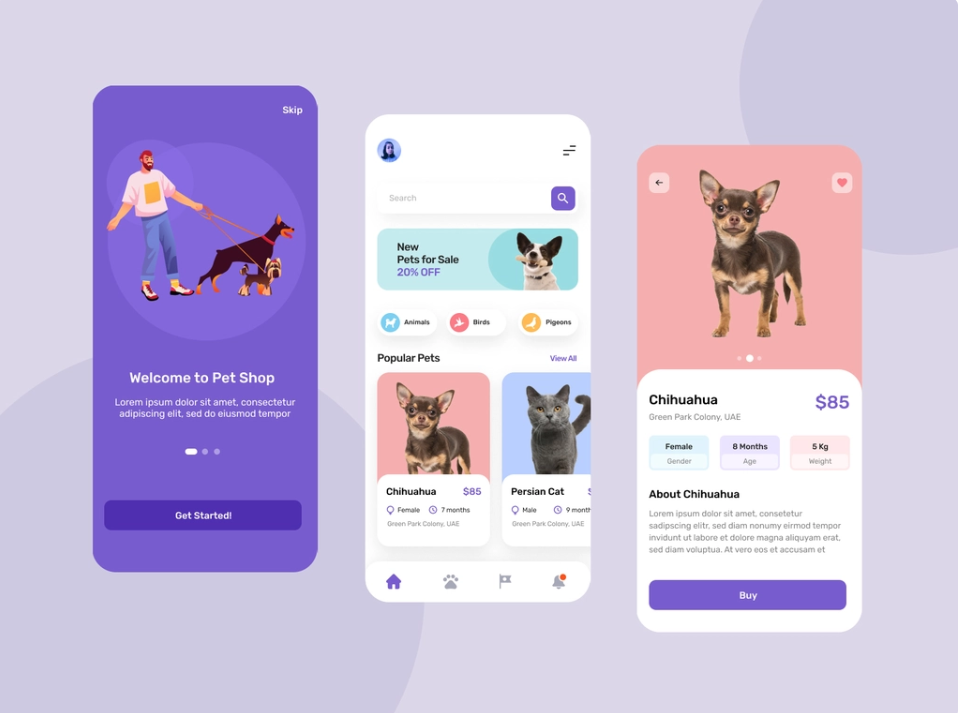 Skip
Welcome to Pet Shop
Lorem ipsum dolor sit amet, consectetur
adipiscing elit, sed do eiusmod tempor
Get Started!
Search
New
Pets for Sale
20% OFF
Animals
Birds
Pigeons
Popular Pets
View All
Chihuahua
$85
Female
7 months
Green Park Colony, UAE
Persian Cat
Male
Green Park Colony, UAE
Chihuahua
$85
Green Park Colony, UAE
Female
Gender
8 Months
Age
5 Kg
Weight
About Chihuahua
Lorem ipsum dolor sit amet, consetetur
sadipscing elitr, sed diam nonumy eirmod tempor
invidunt ut labore et dolore magna aliquyam erat,
sed diam voluptua. At vero eos et accusam et
Buy